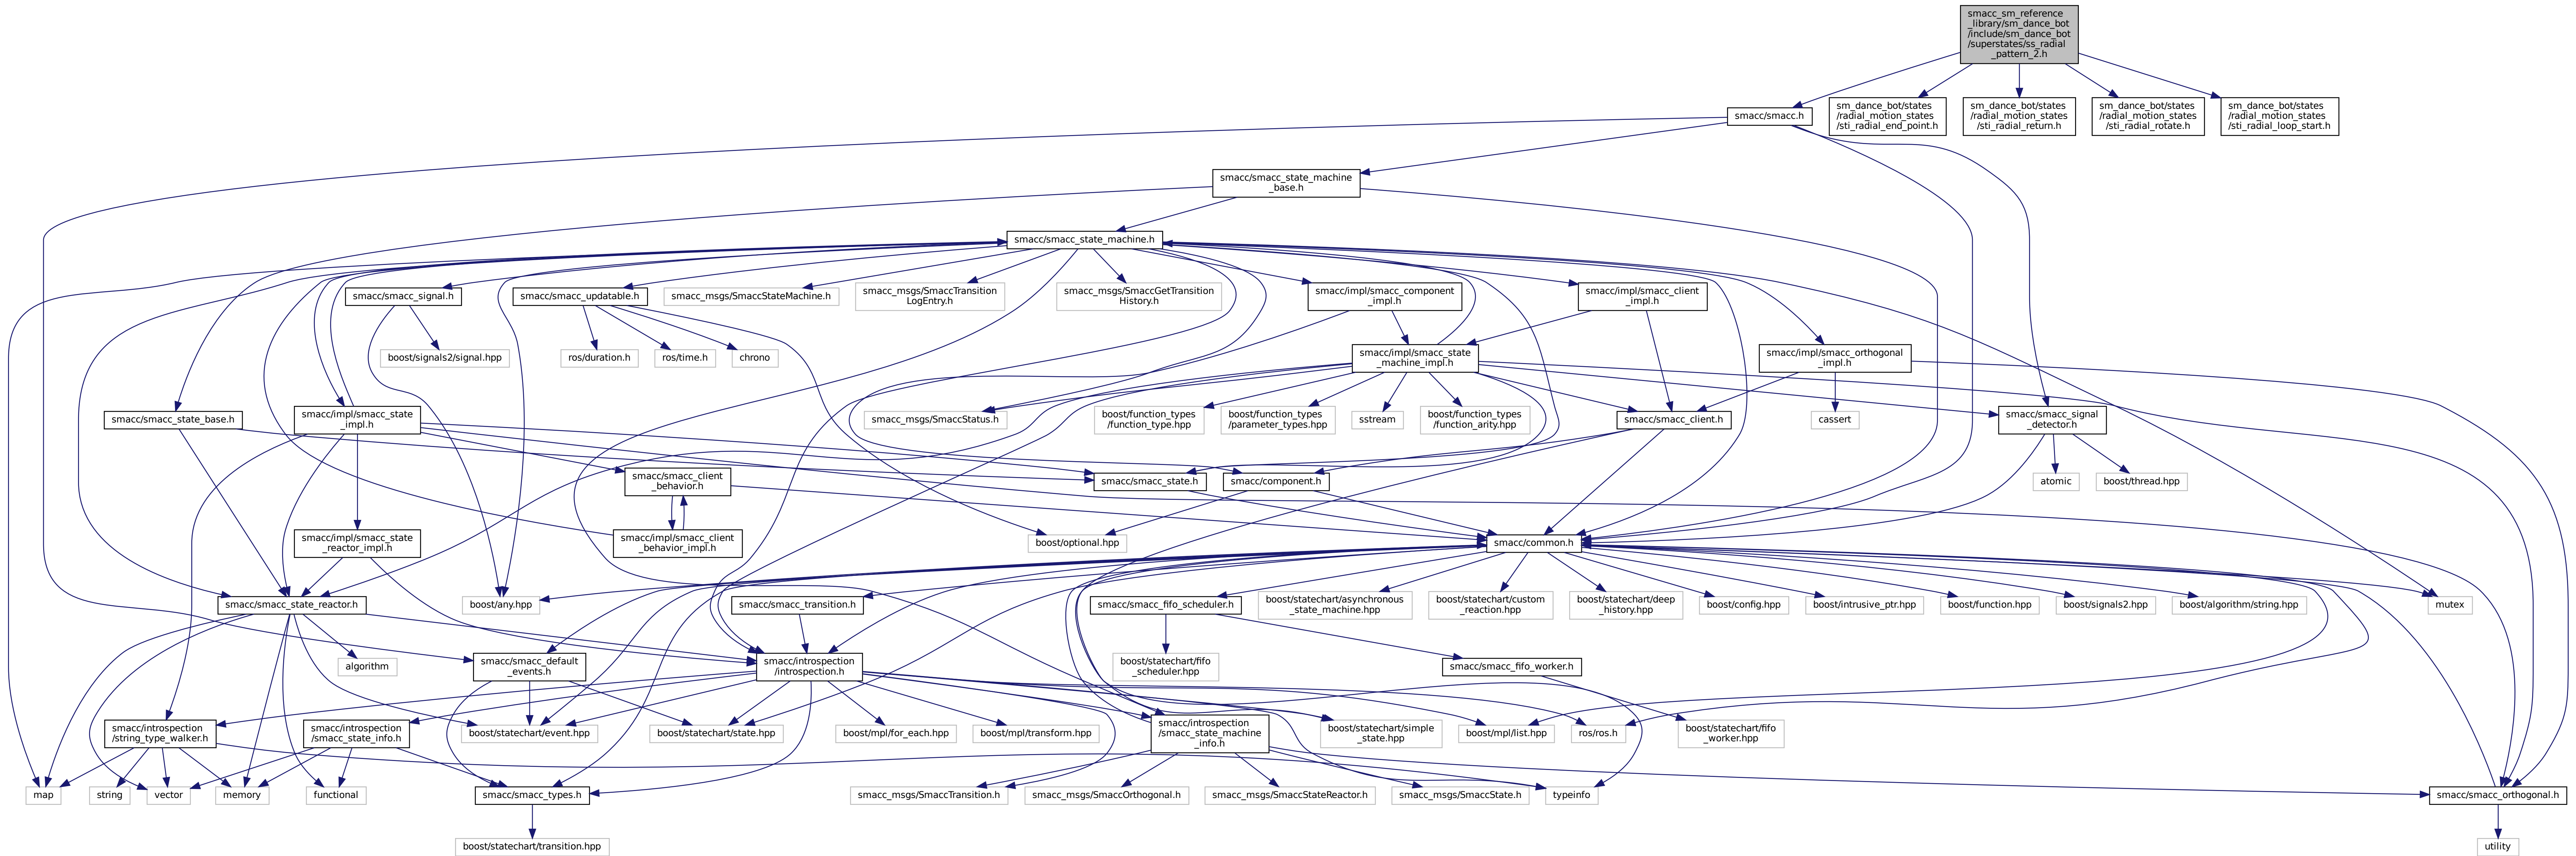 smacc_sm_reference
_library/sm_dance_bot
/include/sm_dance_bot
/superstates/ss_radial
_pattern_2.h
smacc/smacc.h
sm_dance_bot/states
/radial_motion_states
/sti_radial_end_point.h
sm_dance_bot/states
/radial_motion_states
/sti_radial_return.h
sm_dance_bot/states
/radial_motion_states
/sti_radial_rotate.h
sm_dance_bot/states
/radial_motion_states
/sti_radial_loop_start.h
smacc/smacc_state_machine
_base.h
smacc/smacc_state_machine.h
smacc/smacc_signal.h
smacc/smacc_updatable.h
smacc_msgs/SmaccStateMachine.h
smacc_msgs/SmaccTransition
LogEntry.h
smacc_msgs/SmaccGetTransition
History.h
smacc/impl/smacc_component
_impl.h
smacc/impl/smacc_client
_impl.h
boost/signals2/signal.hpp
ros/duration.h
ros/time.h
chrono
smacc/impl/smacc_state
_machine_impl.h
smacc/impl/smacc_orthogonal
_impl.h
smacc/smacc_state_base.h
smacc/impl/smacc_state
_impl.h
smacc_msgs/SmaccStatus.h
boost/function_types
/function_type.hpp
boost/function_types
/parameter_types.hpp
sstream
boost/function_types
/function_arity.hpp
smacc/smacc_client.h
cassert
smacc/smacc_signal
_detector.h
smacc/smacc_client
_behavior.h
smacc/smacc_state.h
smacc/component.h
atomic
boost/thread.hpp
smacc/impl/smacc_state
_reactor_impl.h
smacc/impl/smacc_client
_behavior_impl.h
boost/optional.hpp
smacc/common.h
smacc/smacc_state_reactor.h
boost/any.hpp
smacc/smacc_transition.h
smacc/smacc_fifo_scheduler.h
boost/statechart/asynchronous
_state_machine.hpp
boost/statechart/custom
_reaction.hpp
boost/statechart/deep
_history.hpp
boost/config.hpp
boost/intrusive_ptr.hpp
boost/function.hpp
boost/signals2.hpp
boost/algorithm/string.hpp
mutex
algorithm
smacc/smacc_default
_events.h
smacc/introspection
/introspection.h
boost/statechart/fifo
_scheduler.hpp
smacc/smacc_fifo_worker.h
smacc/introspection
/string_type_walker.h
smacc/introspection
/smacc_state_info.h
boost/statechart/event.hpp
boost/statechart/state.hpp
boost/mpl/for_each.hpp
boost/mpl/transform.hpp
smacc/introspection
/smacc_state_machine
_info.h
boost/statechart/simple
_state.hpp
boost/mpl/list.hpp
ros/ros.h
boost/statechart/fifo
_worker.hpp
map
string
vector
memory
functional
smacc/smacc_types.h
smacc_msgs/SmaccTransition.h
smacc_msgs/SmaccOrthogonal.h
smacc_msgs/SmaccStateReactor.h
smacc_msgs/SmaccState.h
typeinfo
smacc/smacc_orthogonal.h
boost/statechart/transition.hpp
utility